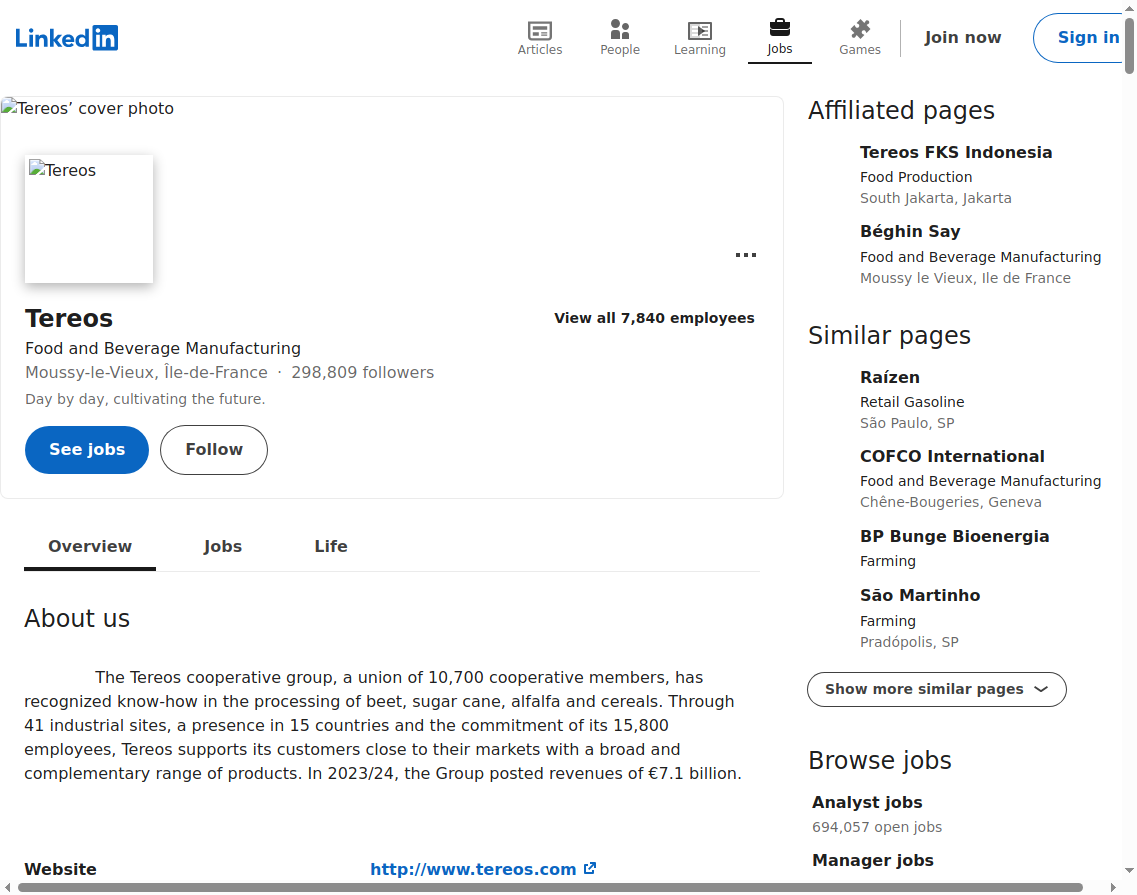 Linked in
Articles
People
Learning
Jobs
Games
Join now
Sign in
Tereos’ cover photo
Tereos
Tereos
View all 7,840 employees
Food and Beverage Manufacturing
Moussy-le-Vieux, Île-de-France · 298,809 followers
Day by day, cultivating the future.
See jobs
Follow
Overview
Jobs
Life
About us
The Tereos cooperative group, a union of 10,700 cooperative members, has
recognized know-how in the processing of beet, sugar cane, alfalfa and cereals. Through
41 industrial sites, a presence in 15 countries and the commitment of its 15,800
employees, Tereos supports its customers close to their markets with a broad and
complementary range of products. In 2023/24, the Group posted revenues of €7.1 billion.
Website
http://www.tereos.com
Affiliated pages
Tereos FKS Indonesia
Food Production
South Jakarta, Jakarta
Béghin Say
Food and Beverage Manufacturing
Moussy le Vieux, Ile de France
Similar pages
Raízen
Retail Gasoline
São Paulo, SP
COFCO International
Food and Beverage Manufacturing
Chêne-Bougeries, Geneva
BP Bunge Bioenergia
Farming
São Martinho
Farming
Pradópolis, SP
Show more similar pages
Browse jobs
Analyst jobs
694,057 open jobs
Manager jobs